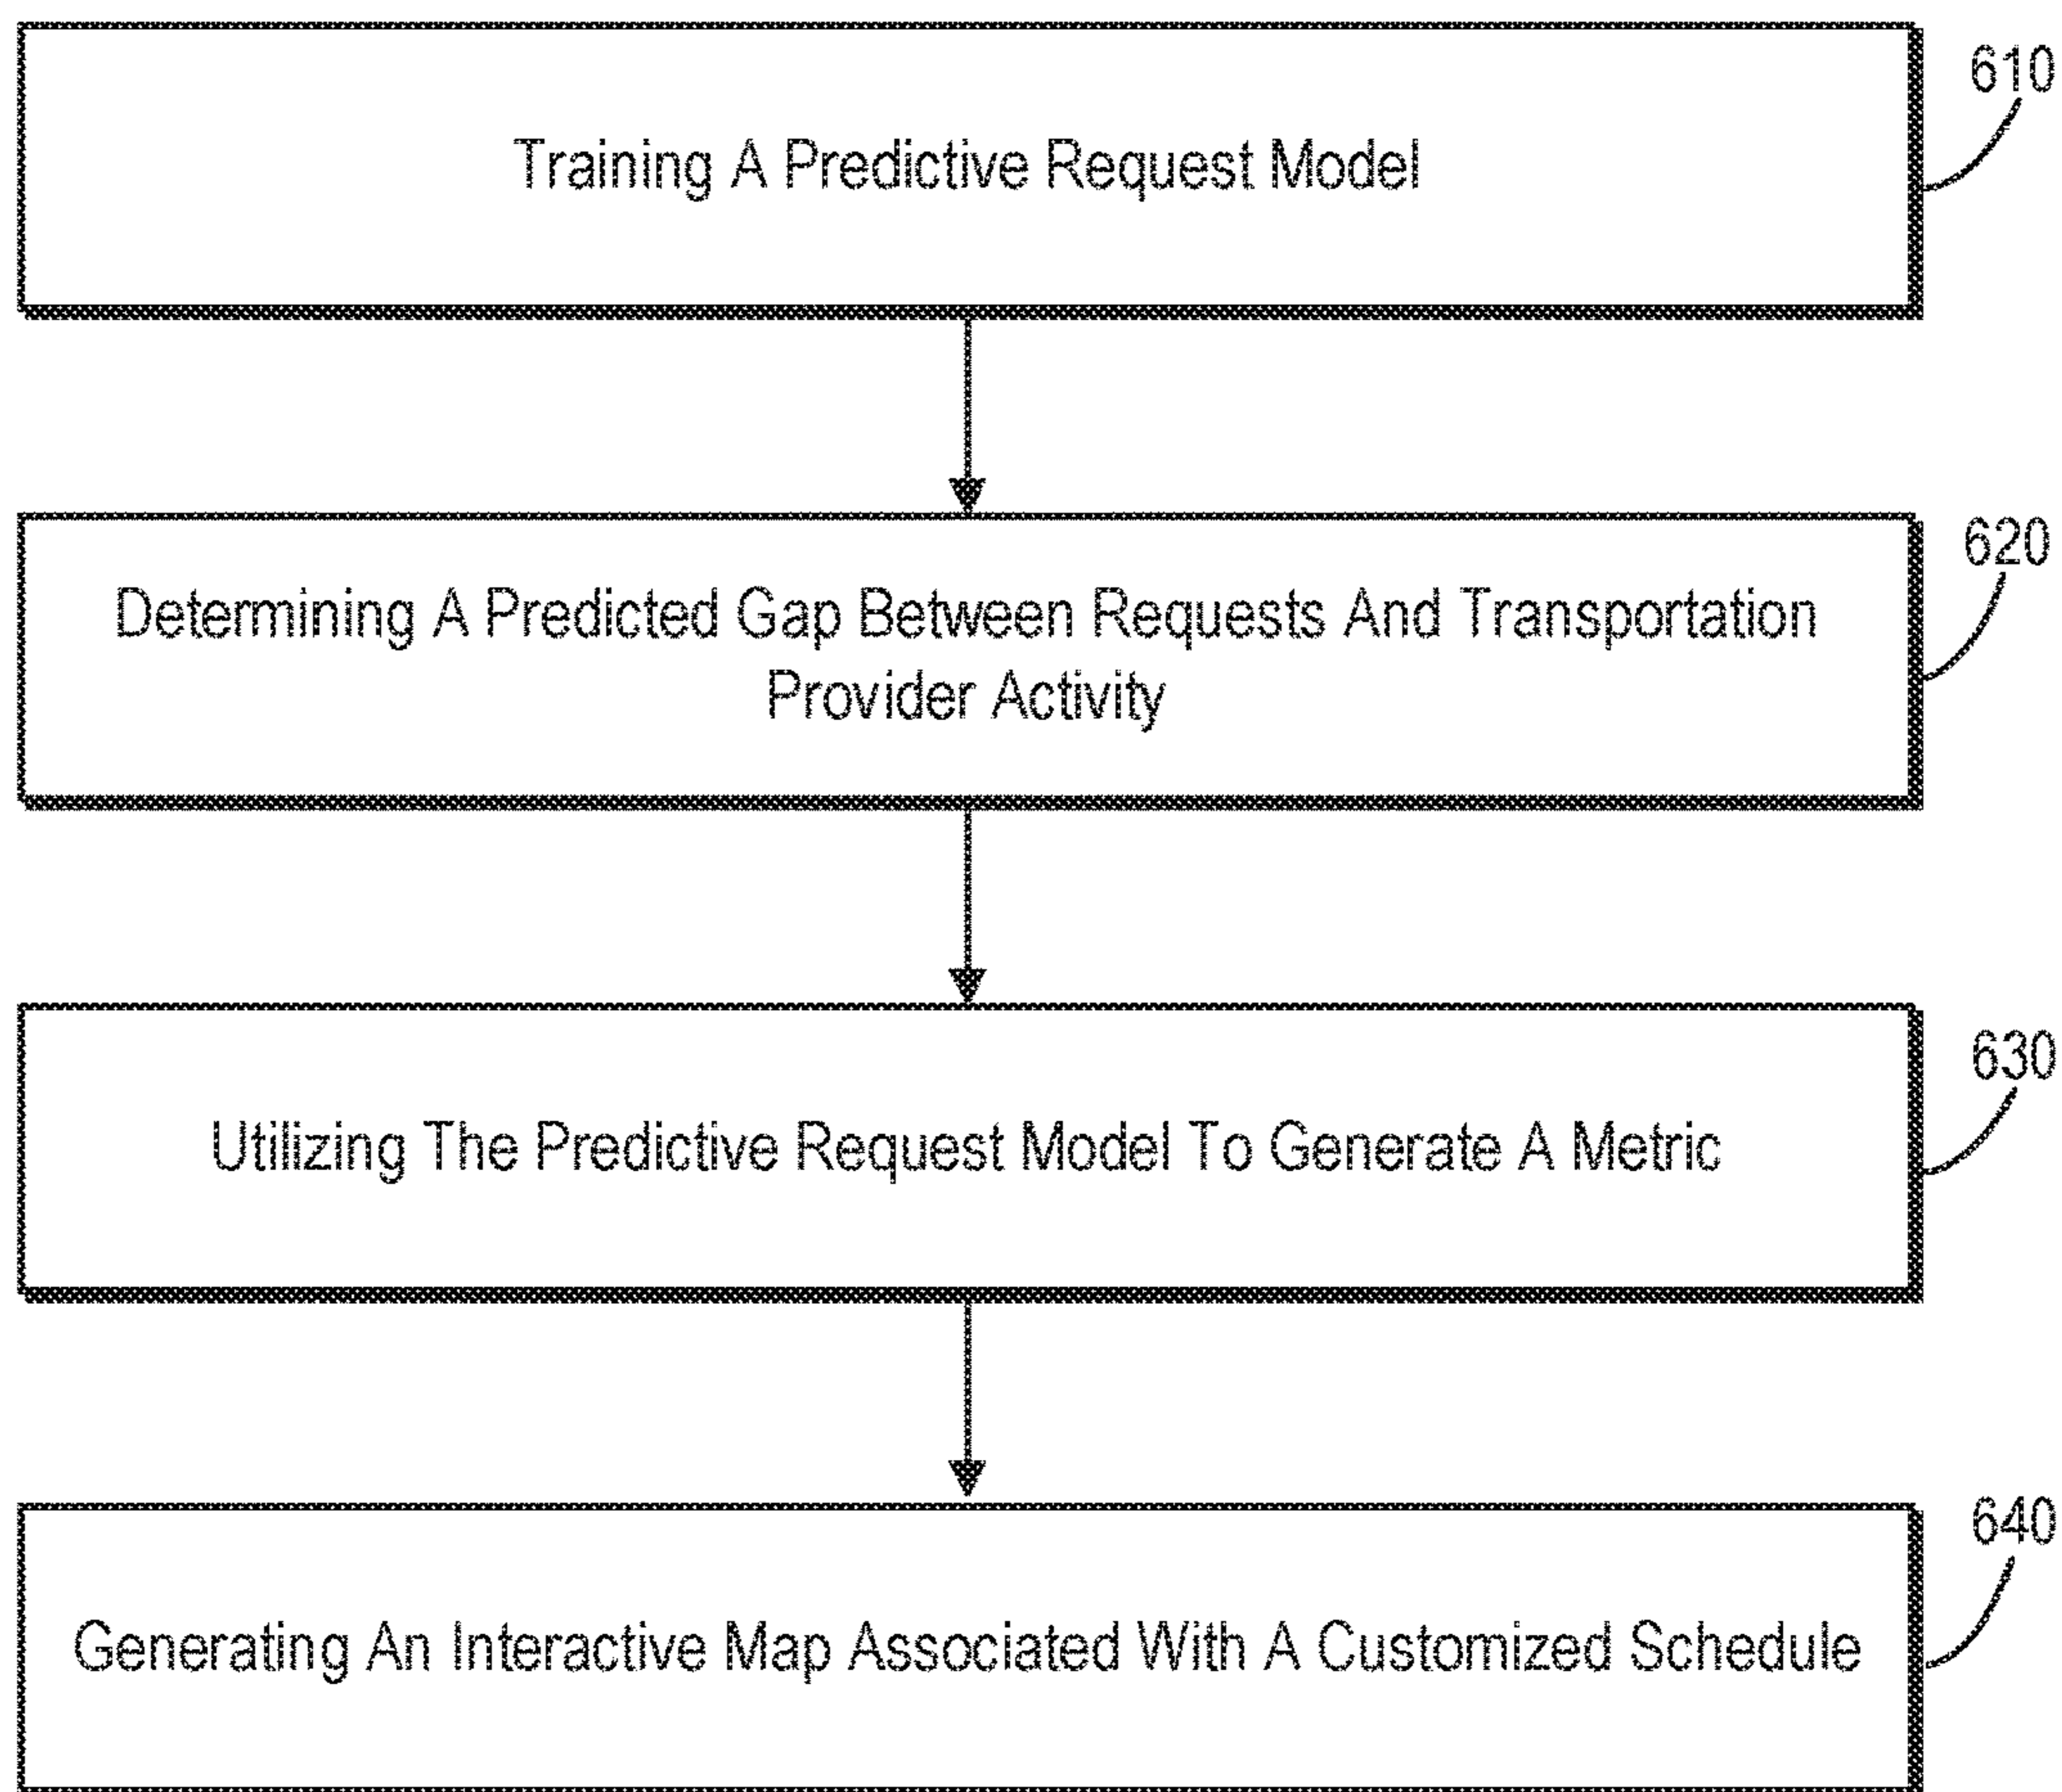 610
Training A Predictive Request Model
620
Determining A Predicted Gap Between Requests And Transportation
Provider Activity
630
Utilizing The Predictive Request Model To Generate A Metric
640
Generating An Interactive Map Associated With A Customized Schedule